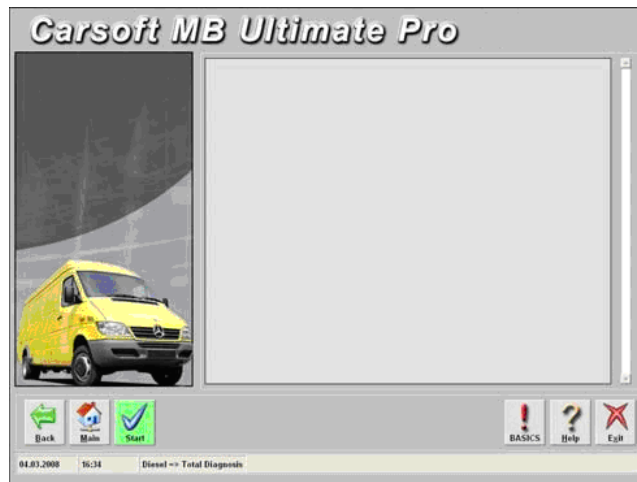 Carsoft MB Ultimate Pro
Back Main Start BASICS Help Exit
04.03.2008 16:34 Diesel => Total Diagnosis